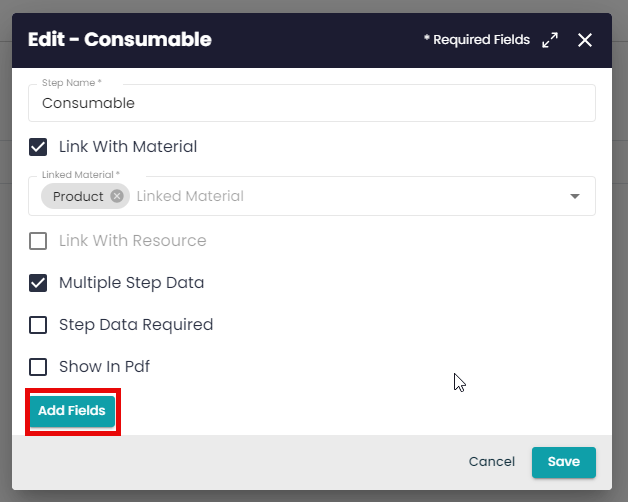 Edit - Consumable
* Required Fields
Step Name *
Consumable
Link With Material
Linked Material *
Product Linked Material
Link With Resource
Multiple Step Data
Step Data Required
Show In Pdf
Add Fields
Cancel Save